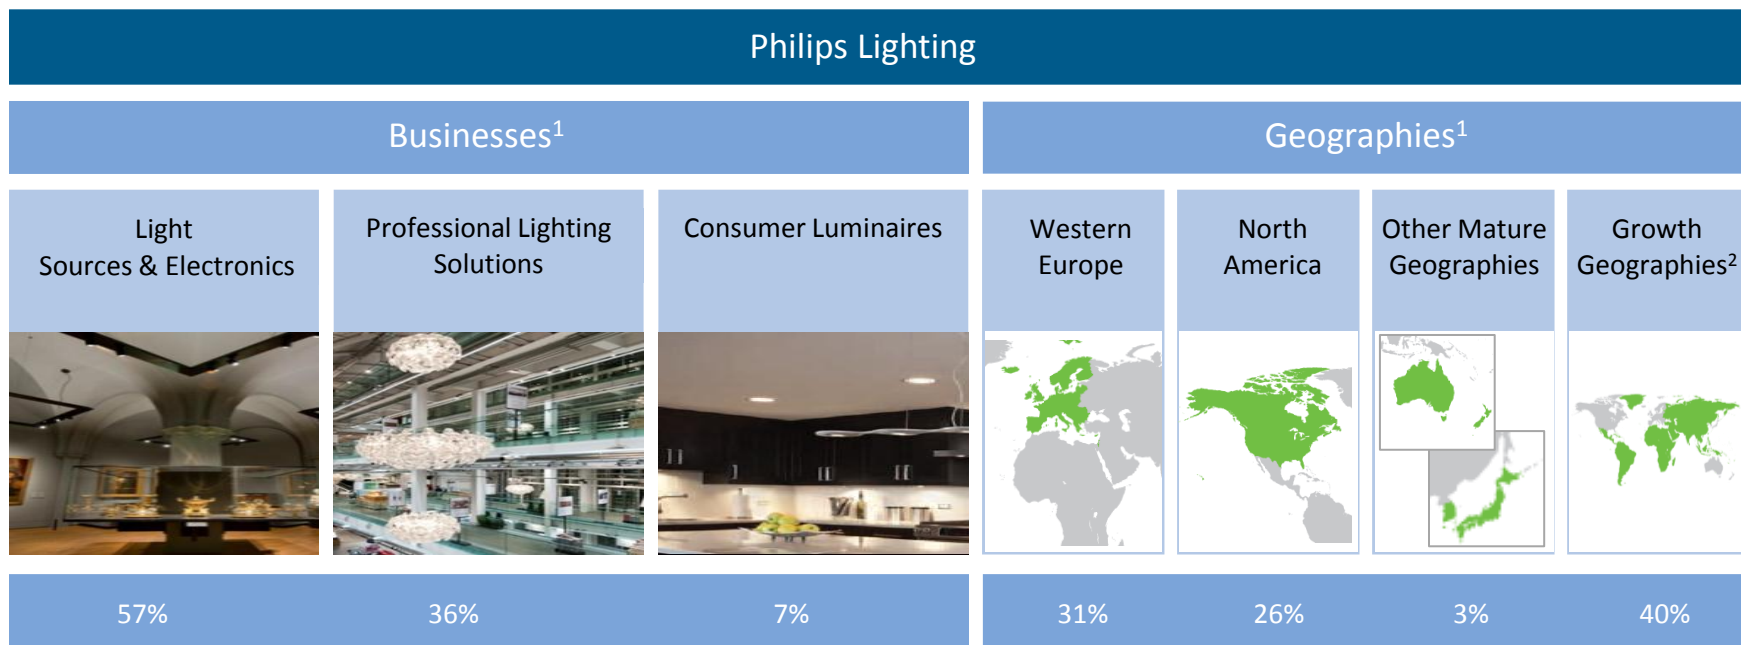 Philips Lighting
Businesses¹
Geographies¹
Light
Sources & Electronics
Professional Lighting
Solutions
Consumer Luminaires
Western
Europe
North
America
Other Mature
Geographies
Growth
Geographies²
57%
36%
7%
31%
26%
3%
40%